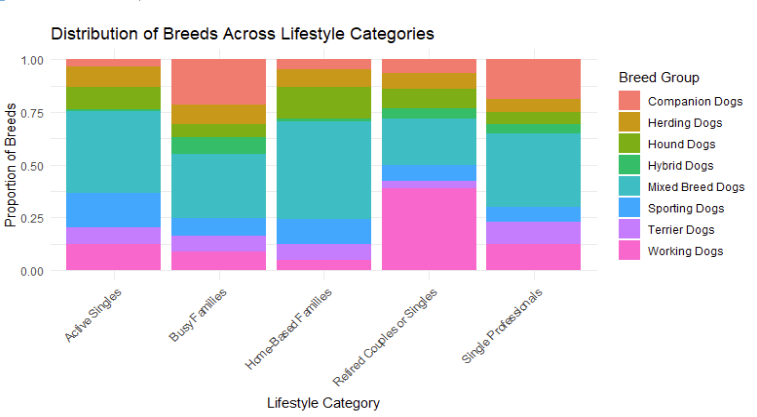 Distribution of Breeds Across Lifestyle Categories
Proportion of Breeds
1.00
0.75
0.50
0.25
0.00
Active Singles
Busy Families
Home-Based Families
Retired Couples or Singles
Single Professionals
Lifestyle Category
Breed Group
Companion Dogs
Herding Dogs
Hound Dogs
Hybrid Dogs
Mixed Breed Dogs
Sporting Dogs
Terrier Dogs
Working Dogs